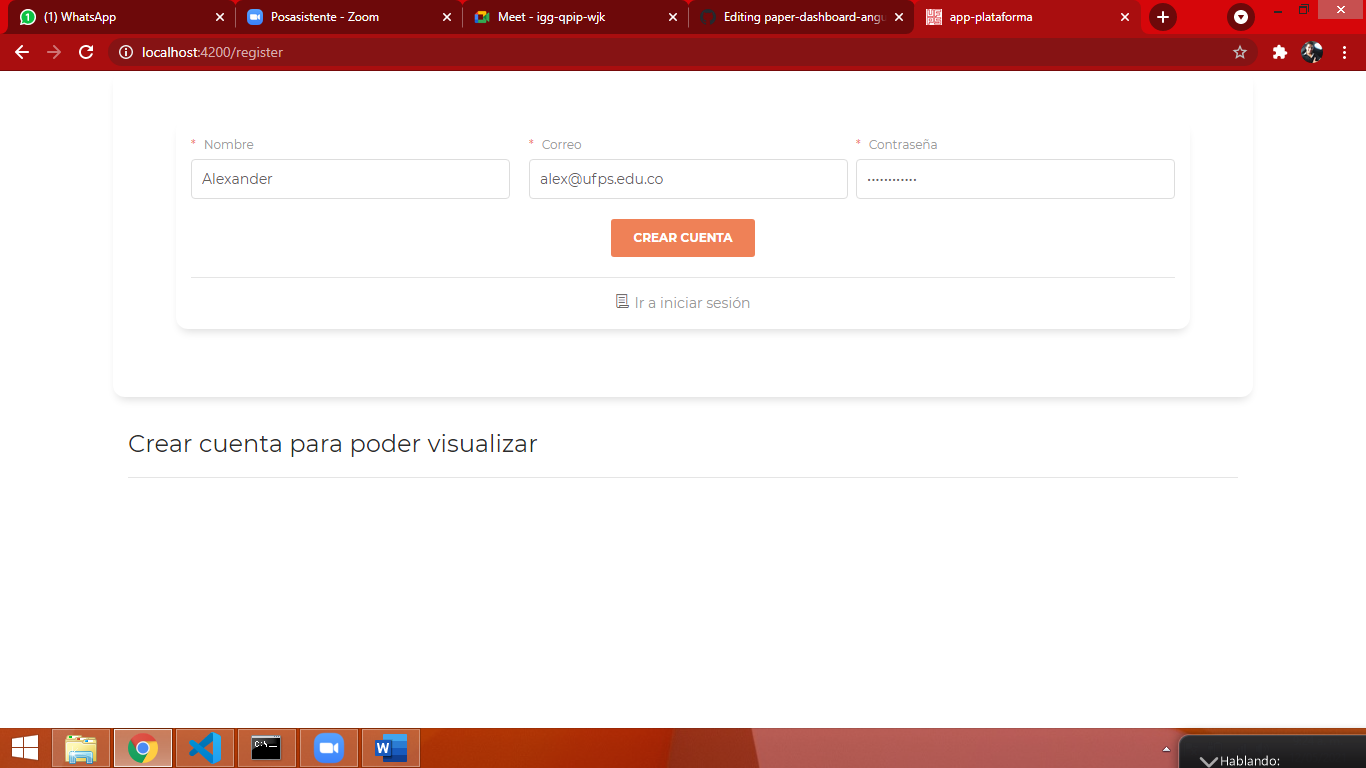 (1) WhatsApp
Posasistente - Zoom
Meet - igg-qpip-wjk
Editing paper-dashboard-angu
app-plataforma
localhost:4200/register
* Nombre
* Correo
* Contraseña
Alexander
alex@ufps.edu.co
••••••••••••
CREAR CUENTA
Ir a iniciar sesión
Crear cuenta para poder visualizar
C:\_
W
Hablando: